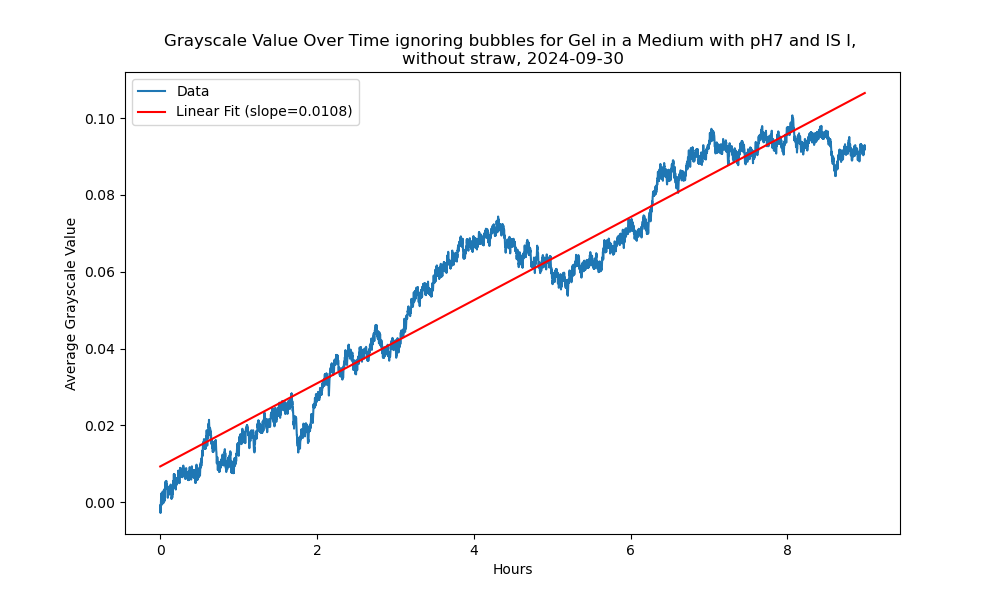 Grayscale Value Over Time ignoring bubbles for Gel in a Medium with pH7 and IS I,
without straw, 2024-09-30
Data
Linear Fit (slope=0.0108)
Average Grayscale Value
0.10
0.08
0.06
0.04
0.02
0.00
0
2
4
6
8
Hours